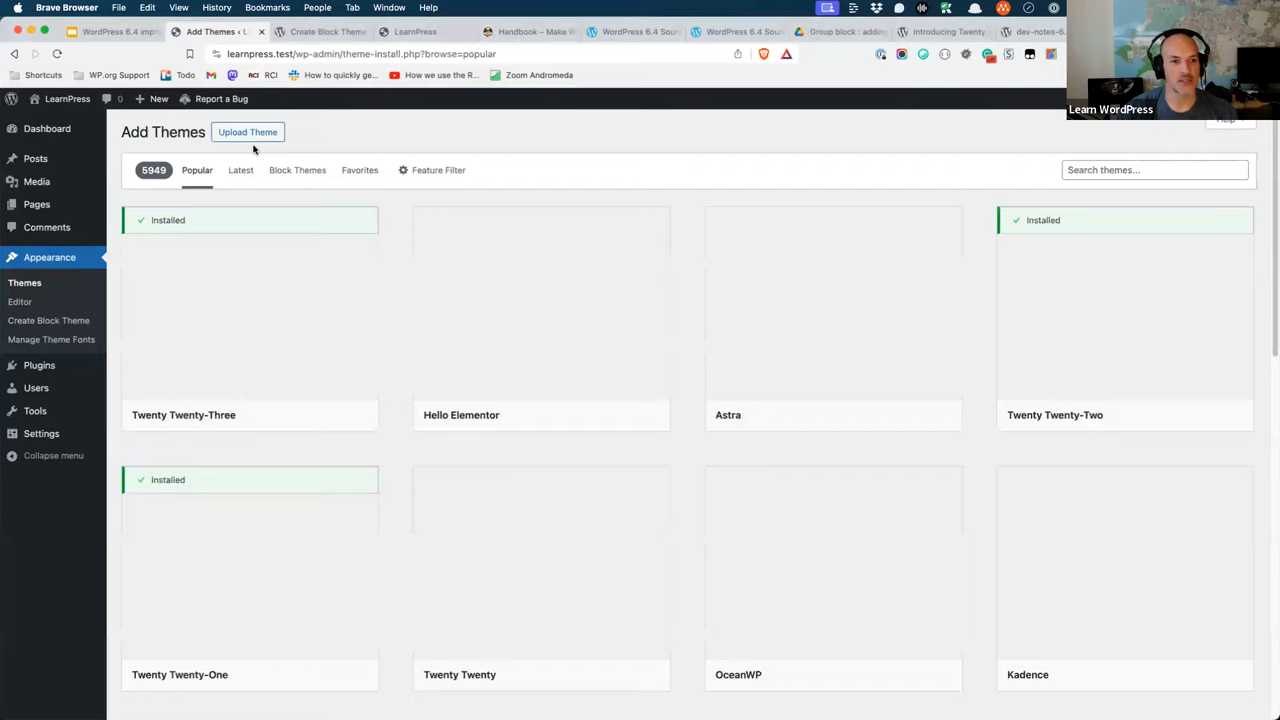 Brave Browser File Edit View History Bookmarks People Tab Window Help
WordPress 6.4 imp
Add Themes ‹ L
Create Block Theme
LearnPress
Handbook – Make W
WordPress 6.4 Sour
WordPress 6.4 Sour
Group block : addin
Introducing Twenty
dev-notes-6.
learnpress.test/wp-admin/theme-install.php?browse=popular
Shortcuts WP.org Support Todo RCI How to quickly ge... How we use the R... Zoom Andromeda
LearnPress 0 + New Report a Bug
Learn WordPress
Help
Dashboard
Posts
Media
Pages
Comments
Appearance
Themes
Editor
Create Block Theme
Manage Theme Fonts
Plugins
Users
Tools
Settings
Collapse menu
Add Themes Upload Theme
5949 Popular Latest Block Themes Favorites Feature Filter Search themes...
Installed Installed
Twenty Twenty-Three Hello Elementor Astra Twenty Twenty-Two
Installed
Twenty Twenty-One Twenty Twenty OceanWP Kadence